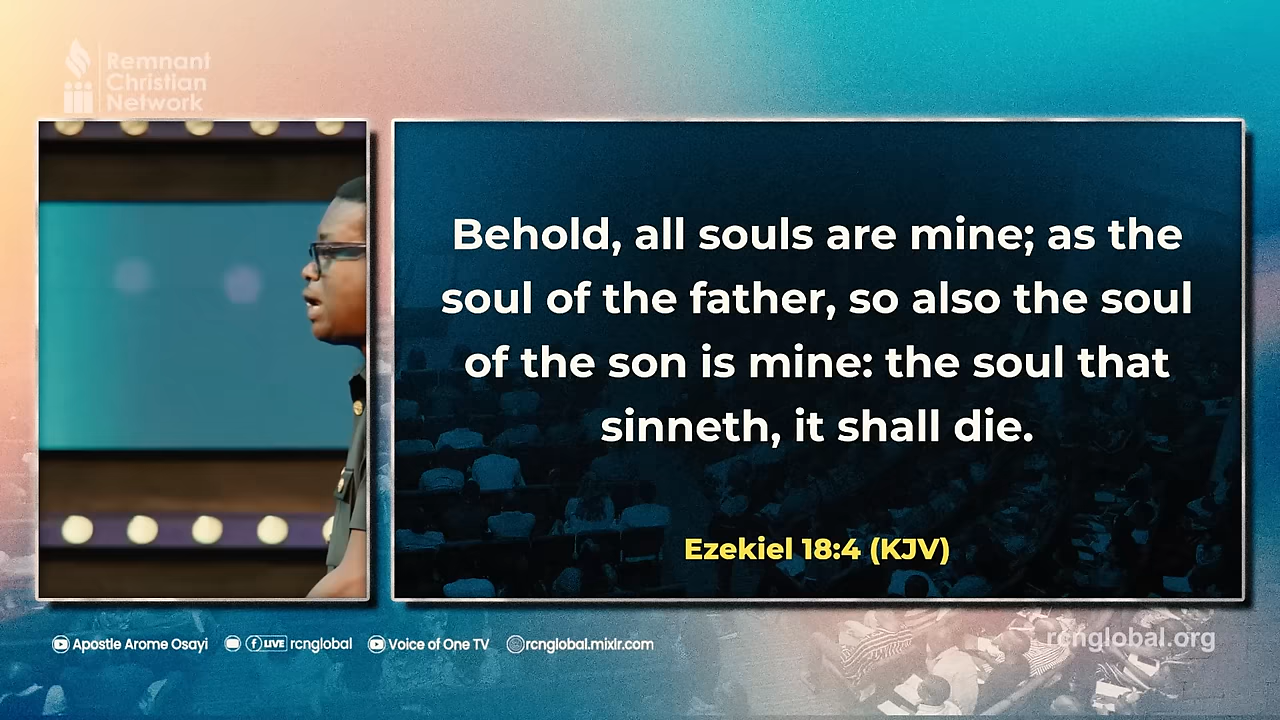 Remnant
Christian
Network
Behold, all souls are mine; as the
soul of the father, so also the soul
of the son is mine: the soul that
sinneth, it shall die.
Ezekiel 18:4 (KJV)
Apostle Arome Osayi
LIVE rcnglobal
Voice of One TV
rcnglobal.mixlr.com
rcnglobal.org